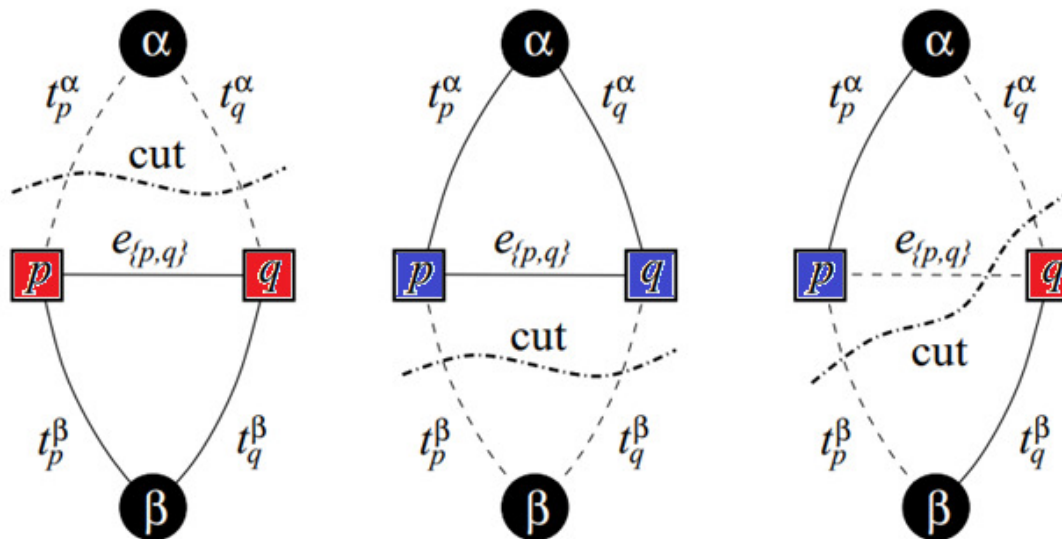 α α α
t_p^α t_q^α t_p^α t_q^α t_p^α t_q^α
cut
e_{p,q} e_{p,q} e_{p,q}
p q p q p q
cut cut
t_p^β t_q^β t_p^β t_q^β t_p^β t_q^β
β β β